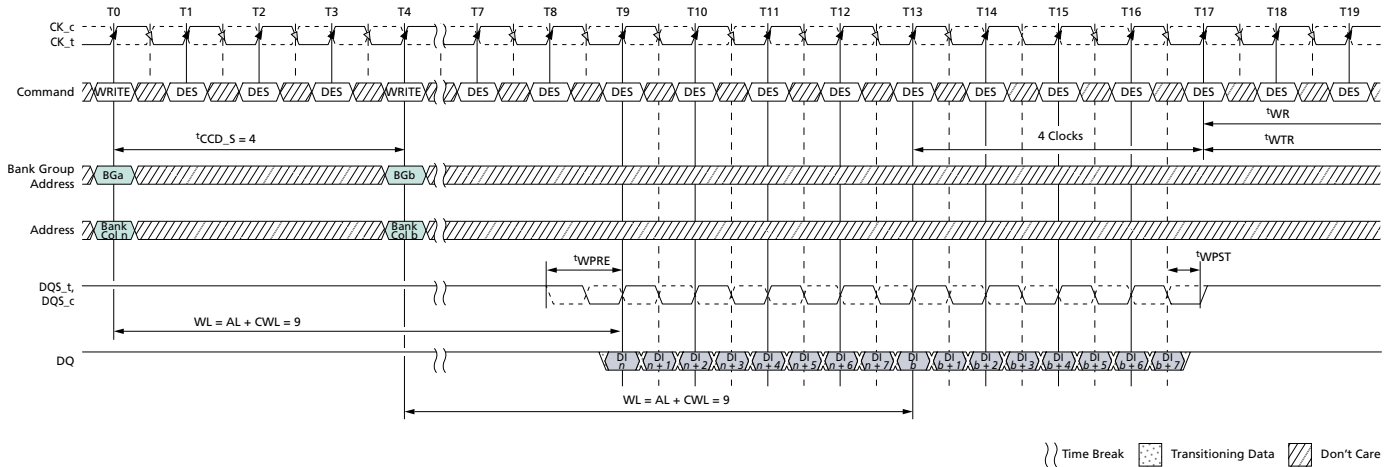 T0 T1 T2 T3 T4 T7 T8 T9 T10 T11 T12 T13 T14 T15 T16 T17 T18 T19
CK_c
CK_t
Command WRITE DES DES DES WRITE DES DES DES DES DES DES DES DES DES DES DES DES DES
tWR
tCCD_S = 4 4 Clocks tWTR
Bank Group
Address
BGa BGb
Address
Bank
Col n
Bank
Col b
tWPRE tWPST
DQS_t,
DQS_c
WL = AL + CWL = 9
DQ
DI
n
DI
n + 1
DI
n + 2
DI
n + 3
DI
n + 4
DI
n + 5
DI
n + 6
DI
n + 7
DI
b
DI
b + 1
DI
b + 2
DI
b + 3
DI
b + 4
DI
b + 5
DI
b + 6
DI
b + 7
WL = AL + CWL = 9
Time Break Transitioning Data Don't Care